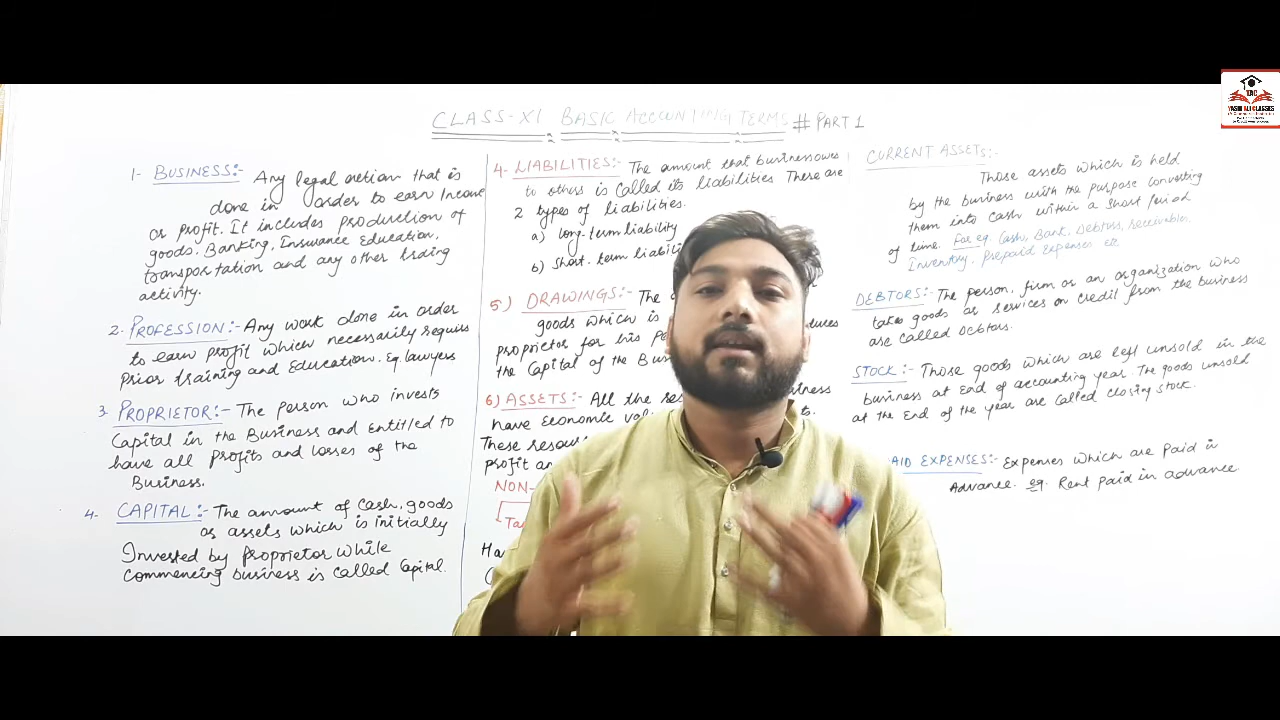 CLASS-XI BASIC ACCOUNTING TERMS # PART 1
1- BUSINESS:- Any legal action that is
done in order to earn Income
or profit. It includes production of
goods, Banking, Insurance Education,
transportation and any other trading
activity.
2. PROFESSION:- Any work done in order
to earn profit which necessarily requires
prior training and Education. Eg. lawyers
3. PROPRIETOR:- The person who invests
Capital in the Business and entitled to
have all profits and losses of the
Business.
4- CAPITAL:- The amount of Cash, goods
or assets which is initially
Invested by proprietor while
commencing business is called Capital.
4- LIABILITIES:- The amount that business owes
to others is called its liabilities There are
2 types of liabilities.
a) long-term liability
b) Short-term
5) DRAWINGS:- The
goods which is
proprietor for his
the Capital of the
6) ASSETS:- All the
have Economic
These
profit
CURRENT ASSETS:-
Those assets which is held
by the business with the purpose converting
them into cash within a short period
of time. For eg. Cash, Bank, Debtors, receivables
Inventory, prepaid expenses etc
DEBTORS:- The person, firm or an organization who
takes goods or services on credit from the business
are called Debtors.
STOCK:- Those goods which are left unsold in the
business at End of accounting year. The goods unsold
at the End of the year are called closing stock.
EXPENSES:- Expenses which are Paid in
Advance. eg. Rent paid in advance
YASIR ALI CLASSES